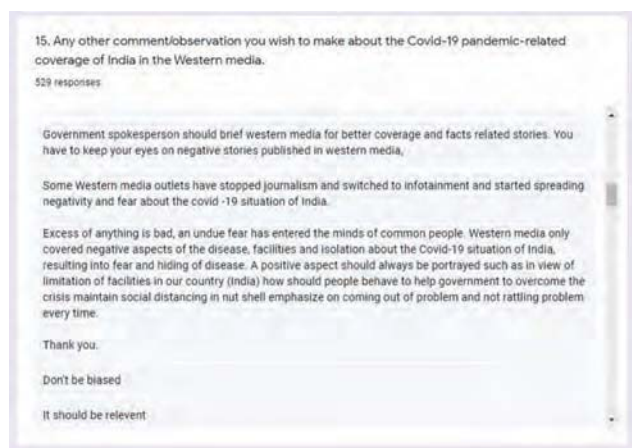 15. Any other comment/observation you wish to make about the Covid-19 pandemic-related
coverage of India in the Western media.
529 responses
Government spokesperson should brief western media for better coverage and facts related stories. You
have to keep your eyes on negative stories published in western media,
Some Western media outlets have stopped journalism and switched to infotainment and started spreading
negativity and fear about the covid -19 situation of India.
Excess of anything is bad, an undue fear has entered the minds of common people. Western media only
covered negative aspects of the disease, facilities and isolation about the Covid-19 situation of India,
resulting into fear and hiding of disease. A positive aspect should always be portrayed such as in view of
limitation of facilities in our country (India) how should people behave to help government to overcome the
crisis maintain social distancing in nut shell emphasize on coming out of problem and not rattling problem
every time.
Thank you.
Don't be biased
It should be relevent